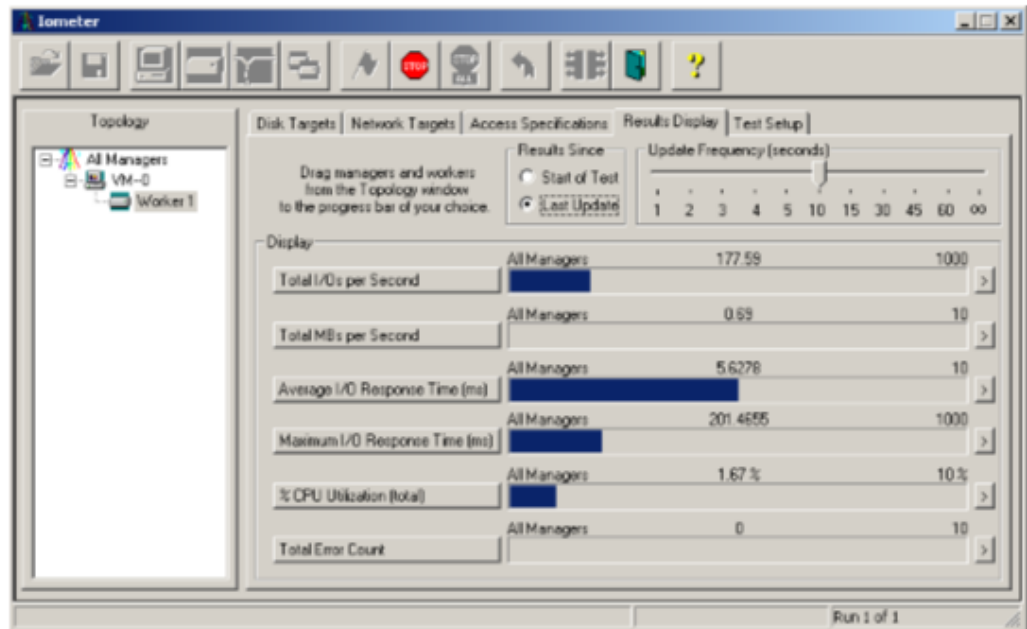 Iometer
STOP
Topology
All Managers
VM--0
Worker 1
Disk Targets
Network Targets
Access Specifications
Results Display
Test Setup
Drag managers and workers
from the Topology window
to the progress bar of your choice.
Results Since
Start of Test
Last Update
Update Frequency (seconds)
1 2 3 4 5 10 15 30 45 60 ∞
Display
Total I/Os per Second
All Managers 177.59 1000
>
Total MBs per Second
All Managers 0.69 10
>
Average I/O Response Time (ms)
All Managers 5.6278 10
>
Maximum I/O Response Time (ms)
All Managers 201.4655 1000
>
% CPU Utilization (total)
All Managers 1.67 % 10 %
>
Total Error Count
All Managers 0 10
>
Run 1 of 1